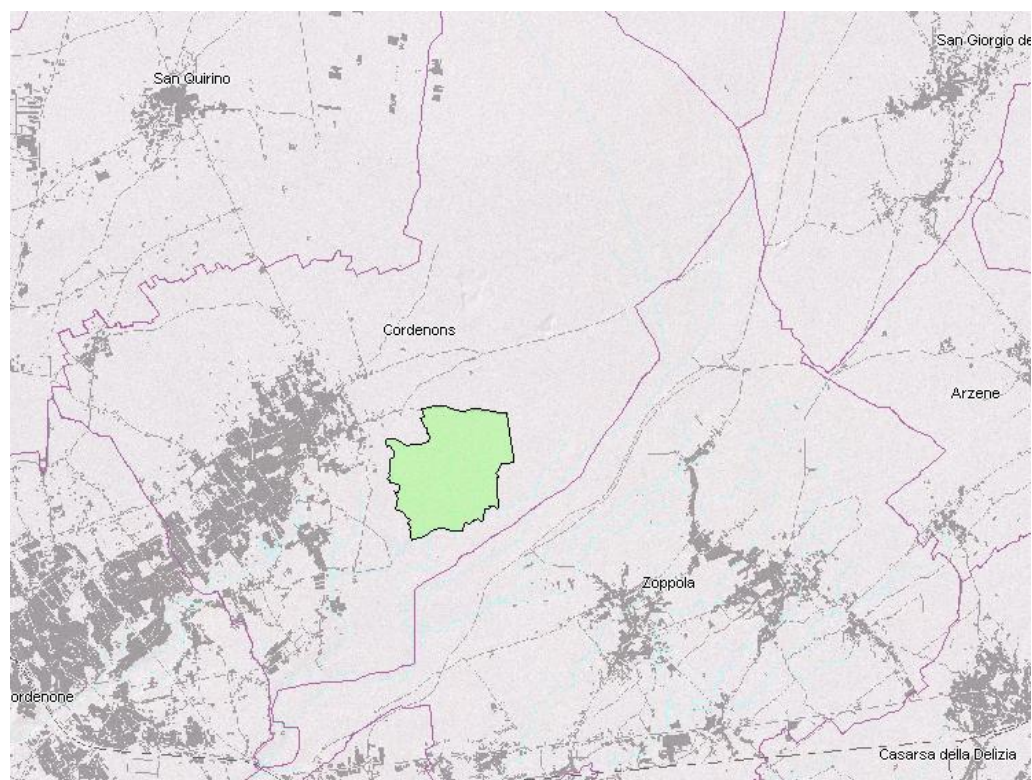 San Giorgio de
San Quirino
Cordenons
Arzene
Zoppola
ordenone
Casarsa della Delizia